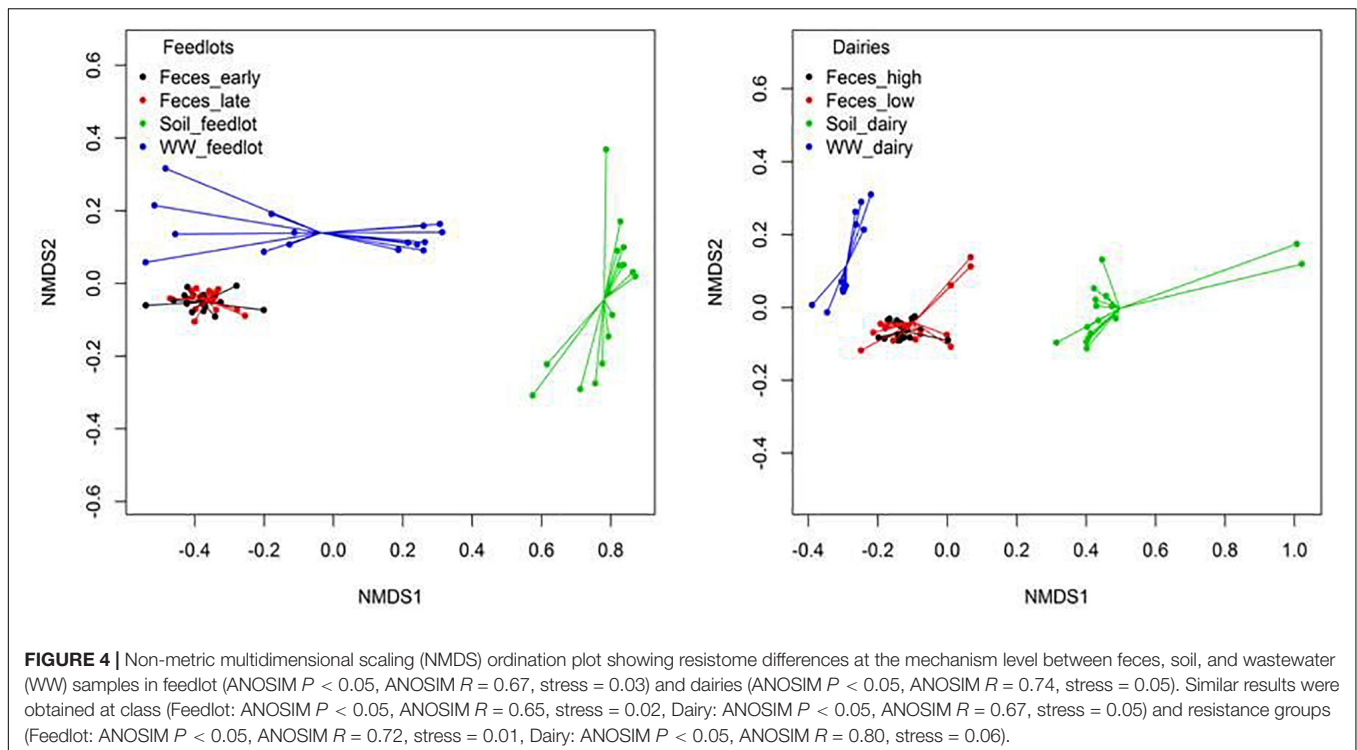 Feedlots
Feces_early
Feces_late
Soil_feedlot
WW_feedlot
0.6
0.4
0.2
0.0
-0.2
-0.4
-0.6
NMDS2
-0.4 -0.2 0.0 0.2 0.4 0.6 0.8
NMDS1
Dairies
Feces_high
Feces_low
Soil_dairy
WW_dairy
0.6
0.4
0.2
0.0
-0.2
-0.4
NMDS2
-0.4 -0.2 0.0 0.2 0.4 0.6 0.8 1.0
NMDS1
FIGURE 4 | Non-metric multidimensional scaling (NMDS) ordination plot showing resistome differences at the mechanism level between feces, soil, and wastewater
(WW) samples in feedlot (ANOSIM P < 0.05, ANOSIM R = 0.67, stress = 0.03) and dairies (ANOSIM P < 0.05, ANOSIM R = 0.74, stress = 0.05). Similar results were
obtained at class (Feedlot: ANOSIM P < 0.05, ANOSIM R = 0.65, stress = 0.02, Dairy: ANOSIM P < 0.05, ANOSIM R = 0.67, stress = 0.05) and resistance groups
(Feedlot: ANOSIM P < 0.05, ANOSIM R = 0.72, stress = 0.01, Dairy: ANOSIM P < 0.05, ANOSIM R = 0.80, stress = 0.06).